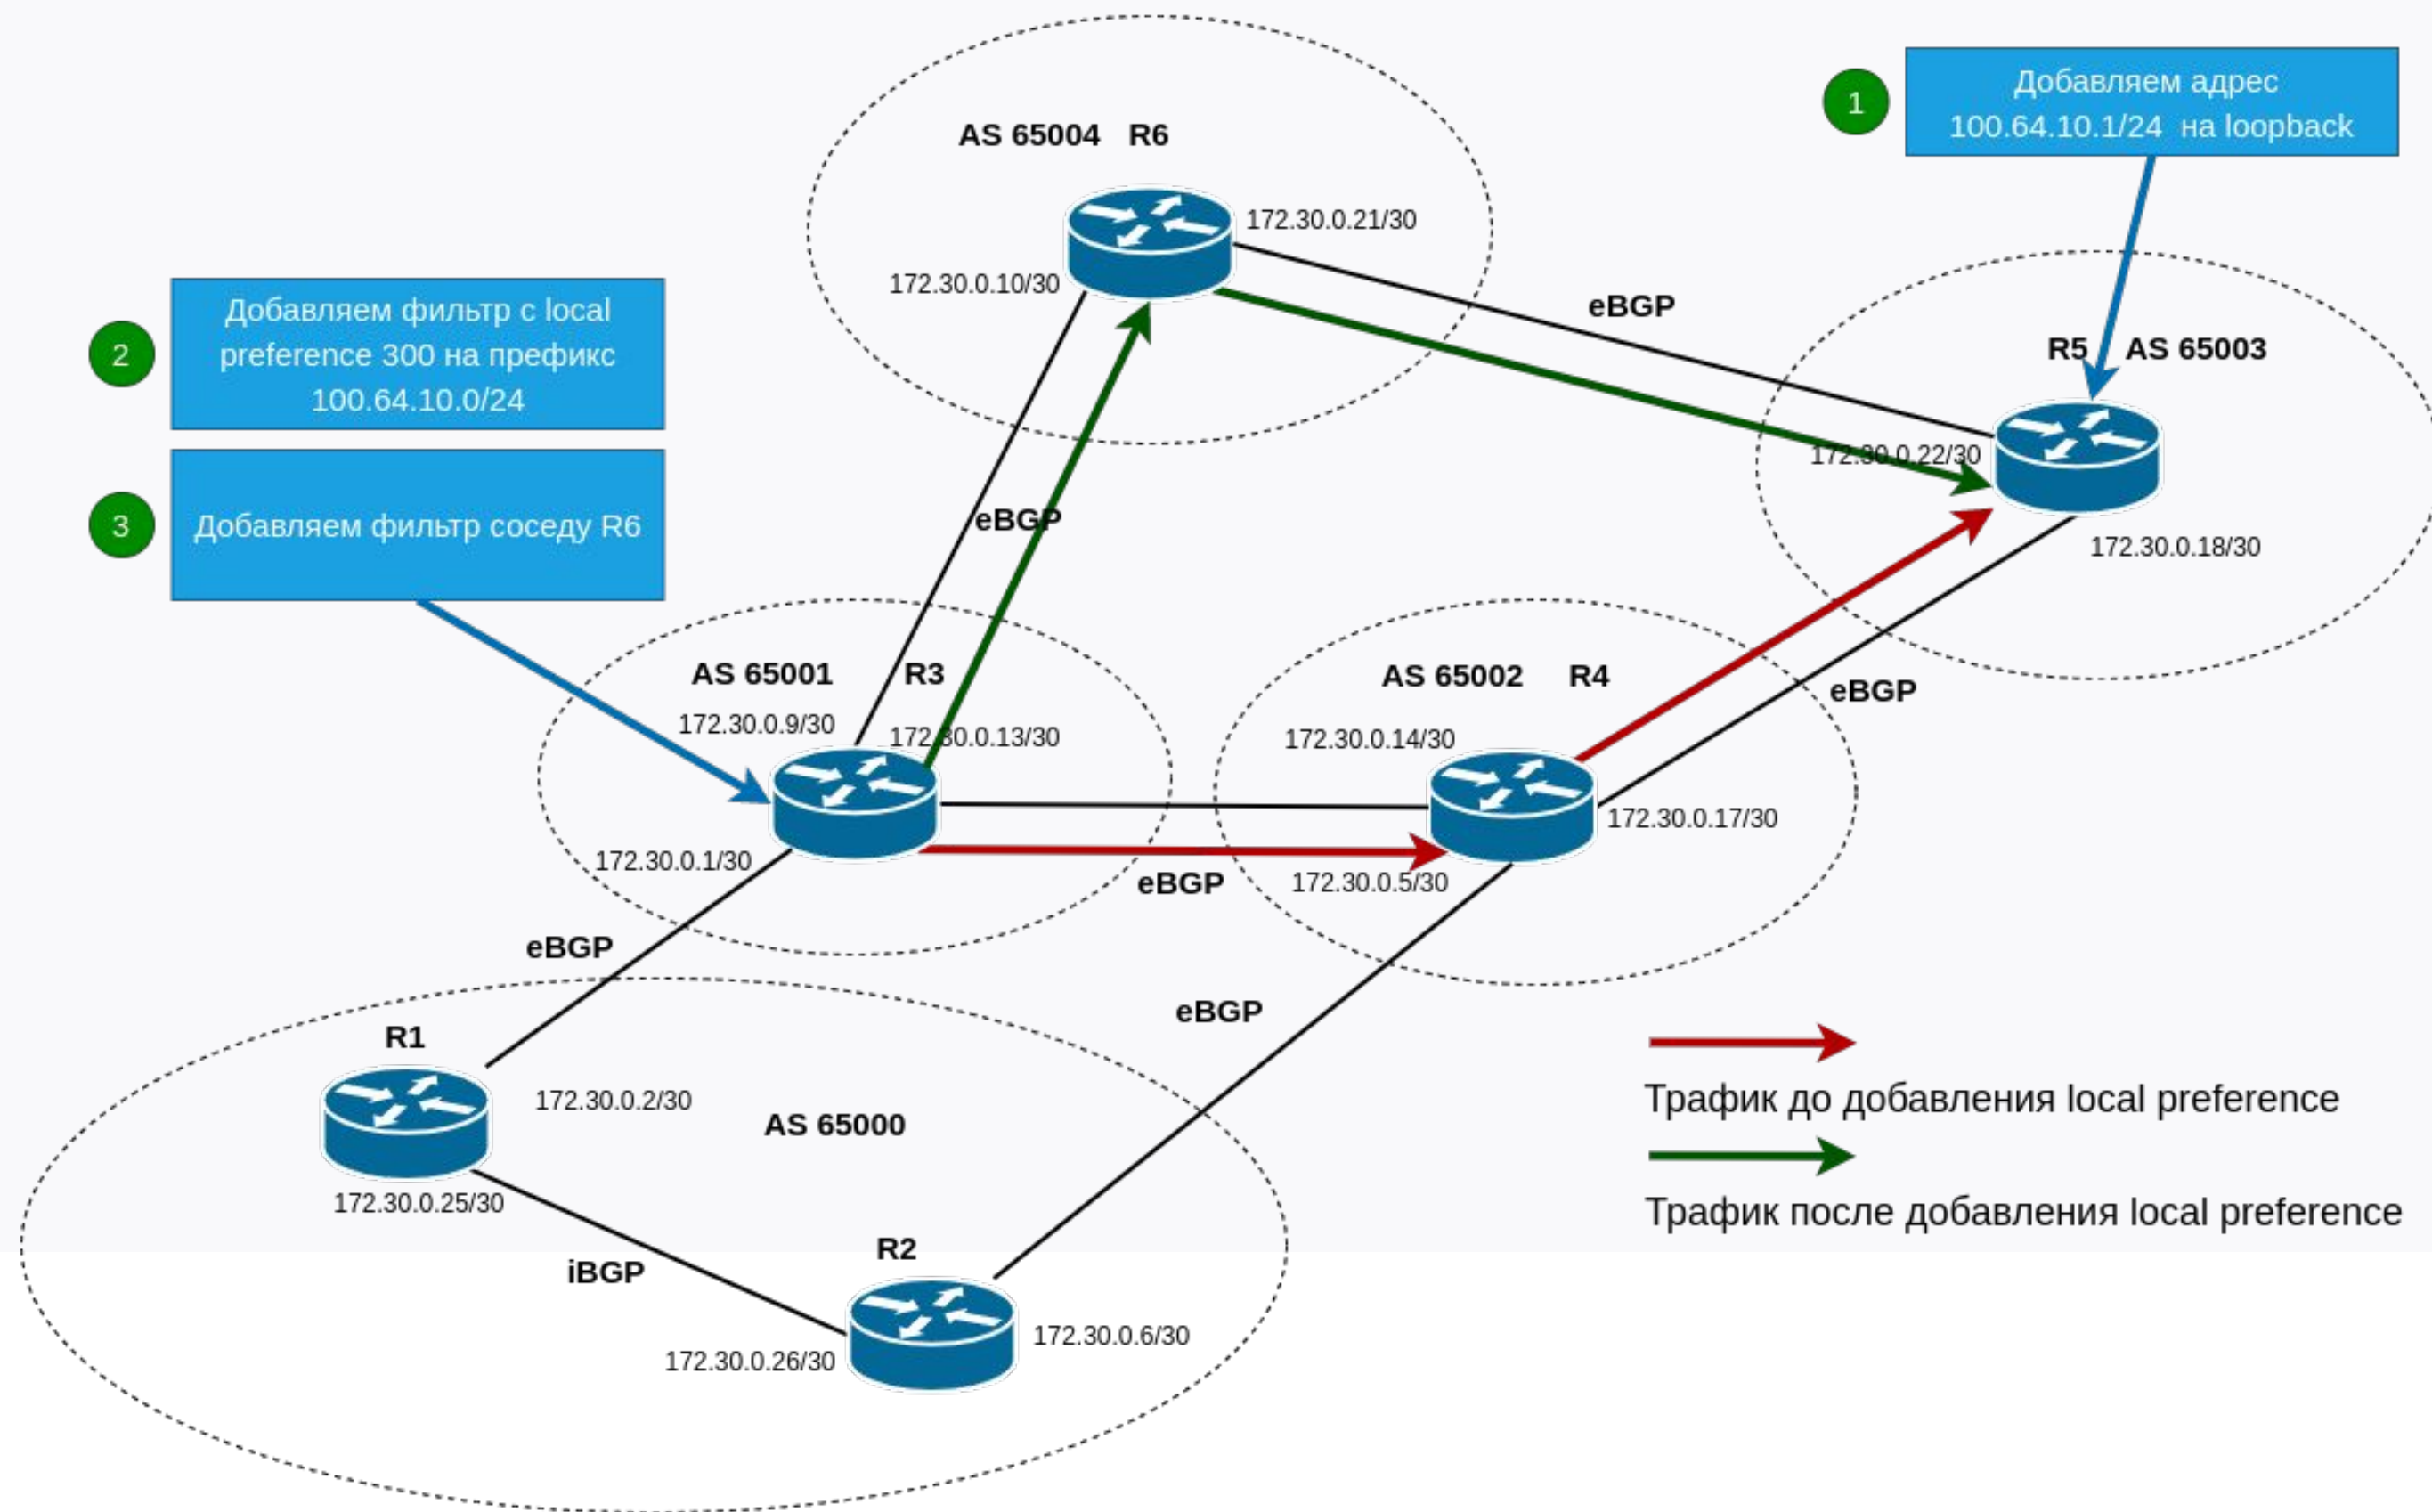 AS 65004 R6
172.30.0.21/30
172.30.0.10/30
eBGP
1
Добавляем адрес
100.64.10.1/24 на loopback
R5 AS 65003
172.30.0.22/30
172.30.0.18/30
2
Добавляем фильтр с local
preference 300 на префикс
100.64.10.0/24
3
Добавляем фильтр соседу R6
eBGP
AS 65001 R3
172.30.0.9/30
172.30.0.13/30
172.30.0.1/30
AS 65002 R4
172.30.0.14/30
172.30.0.17/30
172.30.0.5/30
eBGP
eBGP
eBGP
eBGP
R1
172.30.0.2/30
AS 65000
172.30.0.25/30
iBGP
R2
172.30.0.26/30
172.30.0.6/30
Трафик до добавления local preference
Трафик после добавления local preference